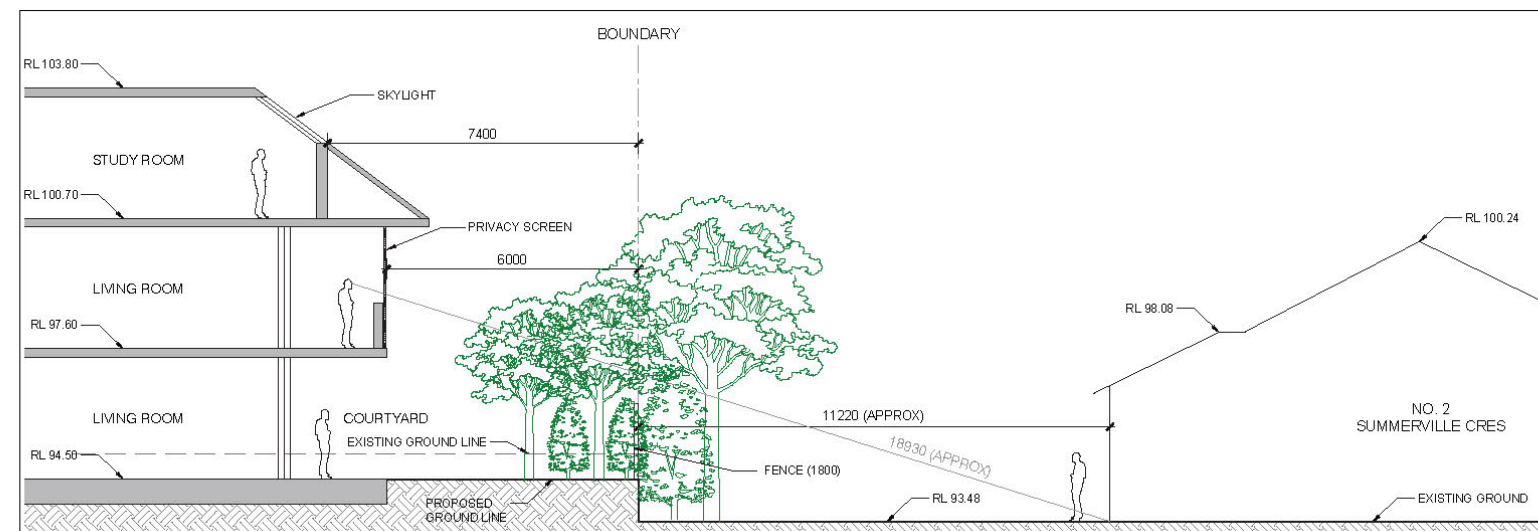 BOUNDARY
RL 103.80
SKYLIGHT
7400
STUDY ROOM
RL 100.70
PRIVACY SCREEN
RL 100.24
6000
LIVING ROOM
RL 98.08
RL 97.60
LIVING ROOM
COURTYARD
11220 (APPROX)
NO. 2
SUMMERVILLE CRES
EXISTING GROUND LINE
18930 (APPROX)
RL 94.50
FENCE (1800)
PROPOSED
GROUND LINE
RL 93.48
EXISTING GROUND